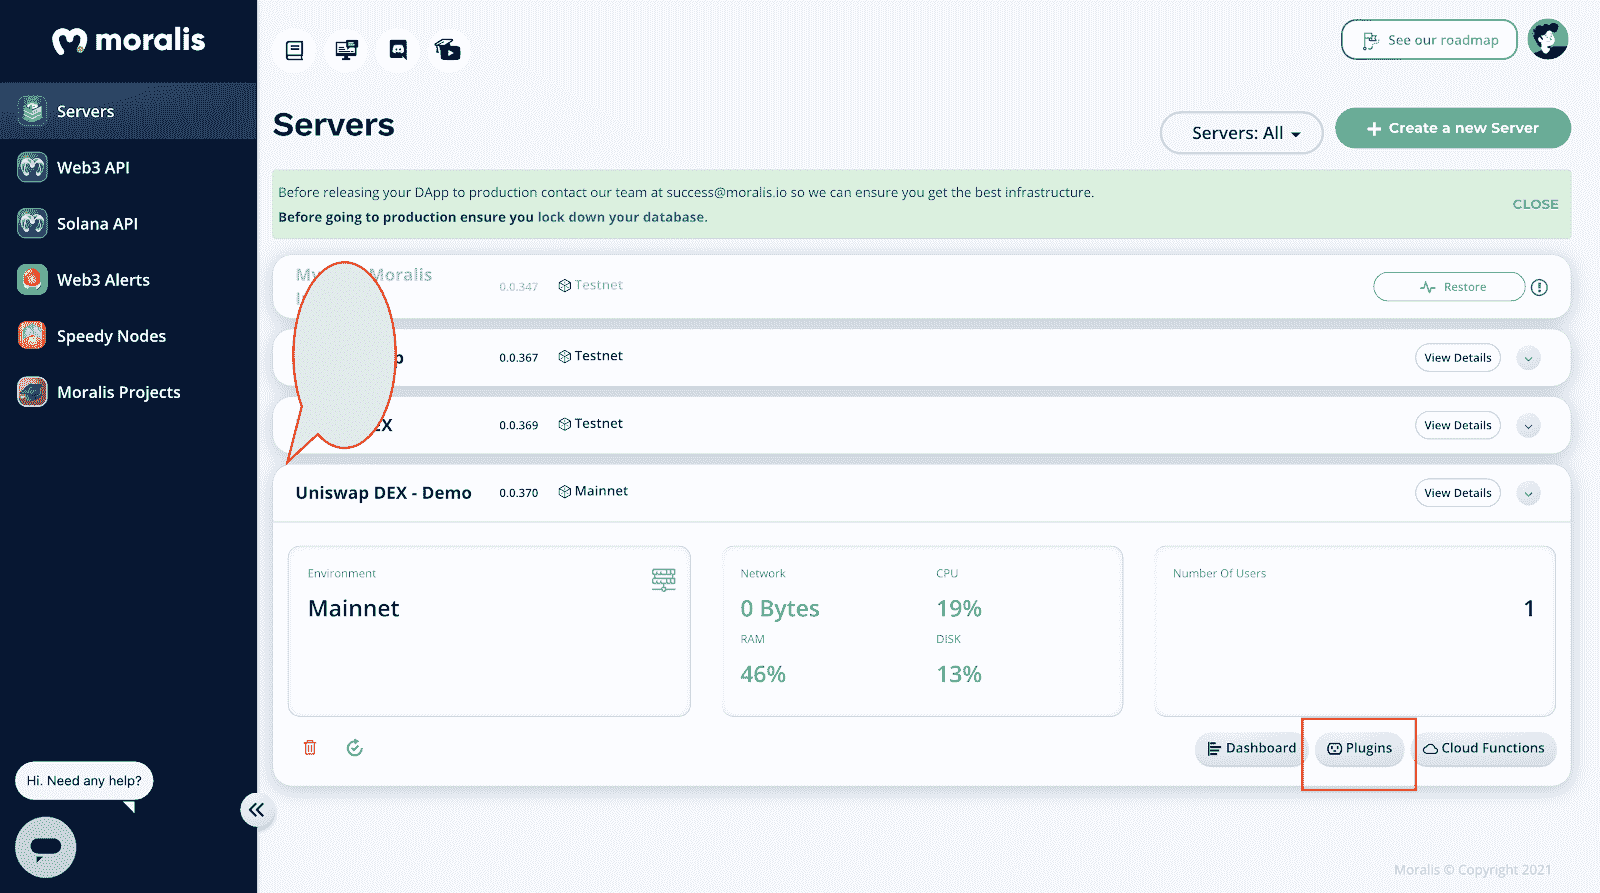 moralis
See our roadmap
Servers
Web3 API
Solana API
Web3 Alerts
Speedy Nodes
Moralis Projects
Servers
Servers: All
+ Create a new Server
Before releasing your DApp to production contact our team at success@moralis.io so we can ensure you get the best infrastructure.
Before going to production ensure you lock down your database.
CLOSE
Moralis
0.0.347
Testnet
Restore
0.0.367
Testnet
View Details
0.0.369
Testnet
View Details
Uniswap DEX - Demo
0.0.370
Mainnet
View Details
Environment
Mainnet
Network
0 Bytes
CPU
19%
RAM
46%
DISK
13%
Number Of Users
1
Dashboard
Plugins
Cloud Functions
Hi. Need any help?
Moralis © Copyright 2021